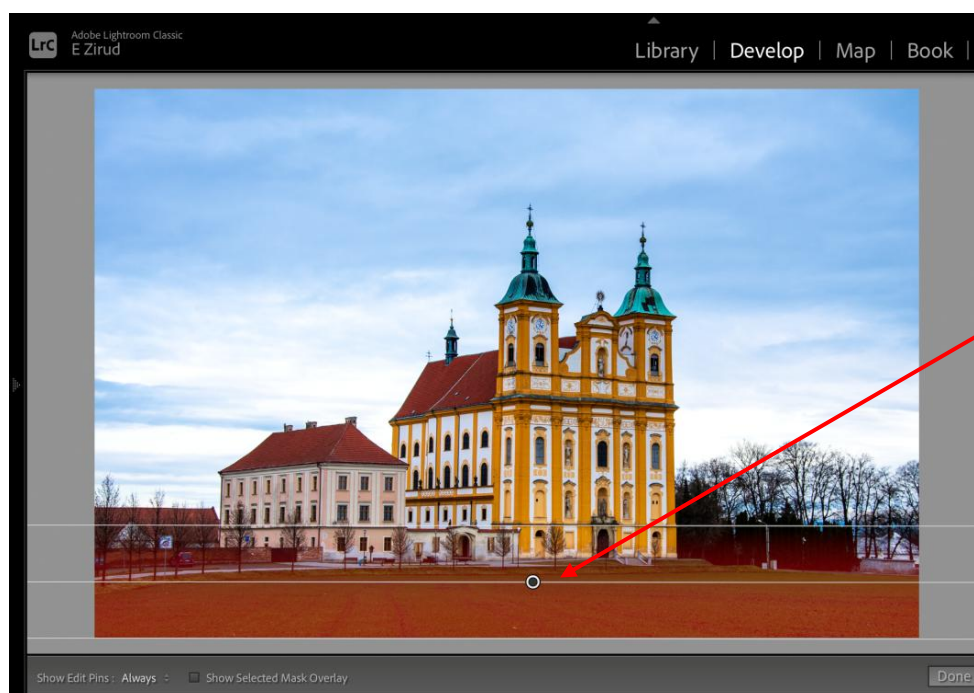 LrC
Adobe Lightroom Classic
E Zirud
Library | Develop | Map | Book |
Show Edit Pins : Always Show Selected Mask Overlay
Done